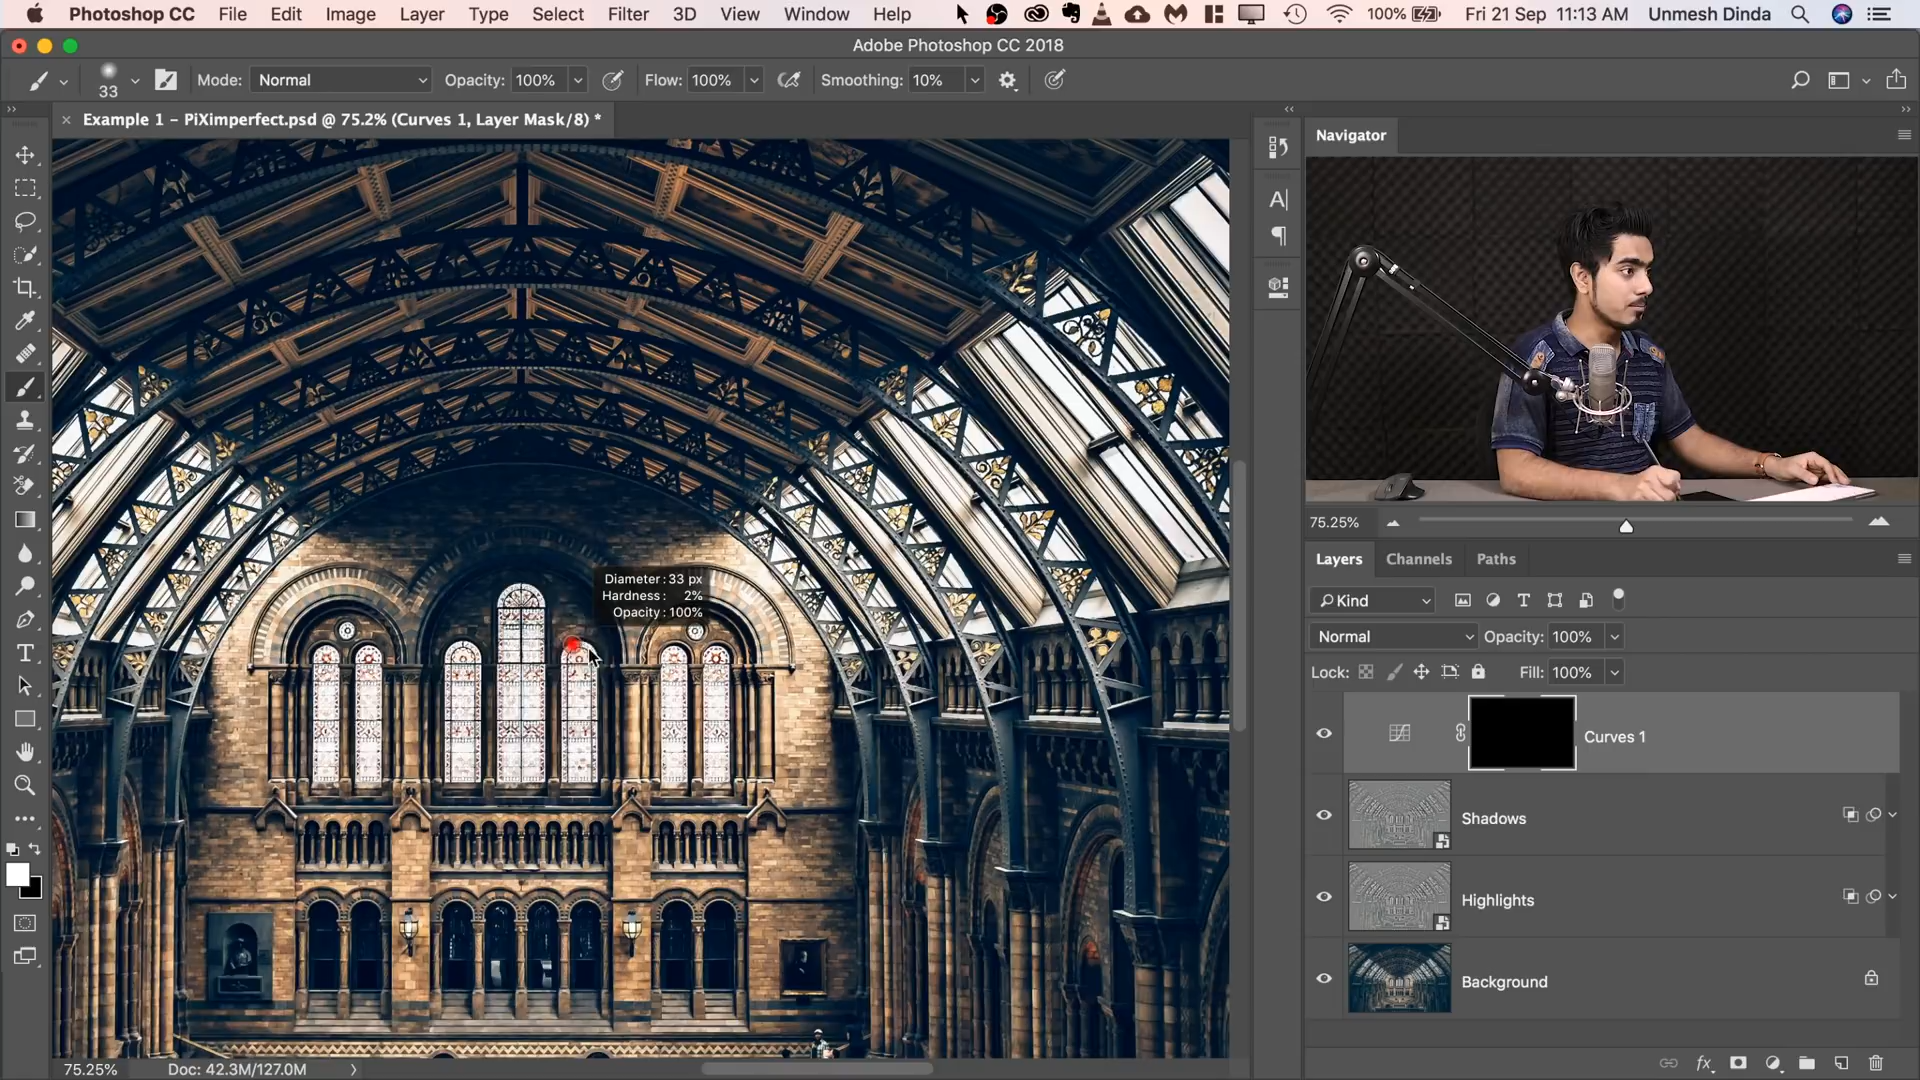 Photoshop CC File Edit Image Layer Type Select Filter 3D View Window Help 100% Fri 21 Sep 11:13 AM Unmesh Dinda
Adobe Photoshop CC 2018
33 Mode: Normal Opacity: 100% Flow: 100% Smoothing: 10%
× Example 1 – PiXimperfect.psd @ 75.2% (Curves 1, Layer Mask/8) *
Navigator
75.25%
Layers Channels Paths
Kind
Normal Opacity: 100%
Lock: Fill: 100%
Curves 1
Shadows
Highlights
Background
fx
Diameter: 33 px
Hardness: 2%
Opacity: 100%
75.25% Doc: 42.3M/127.0M